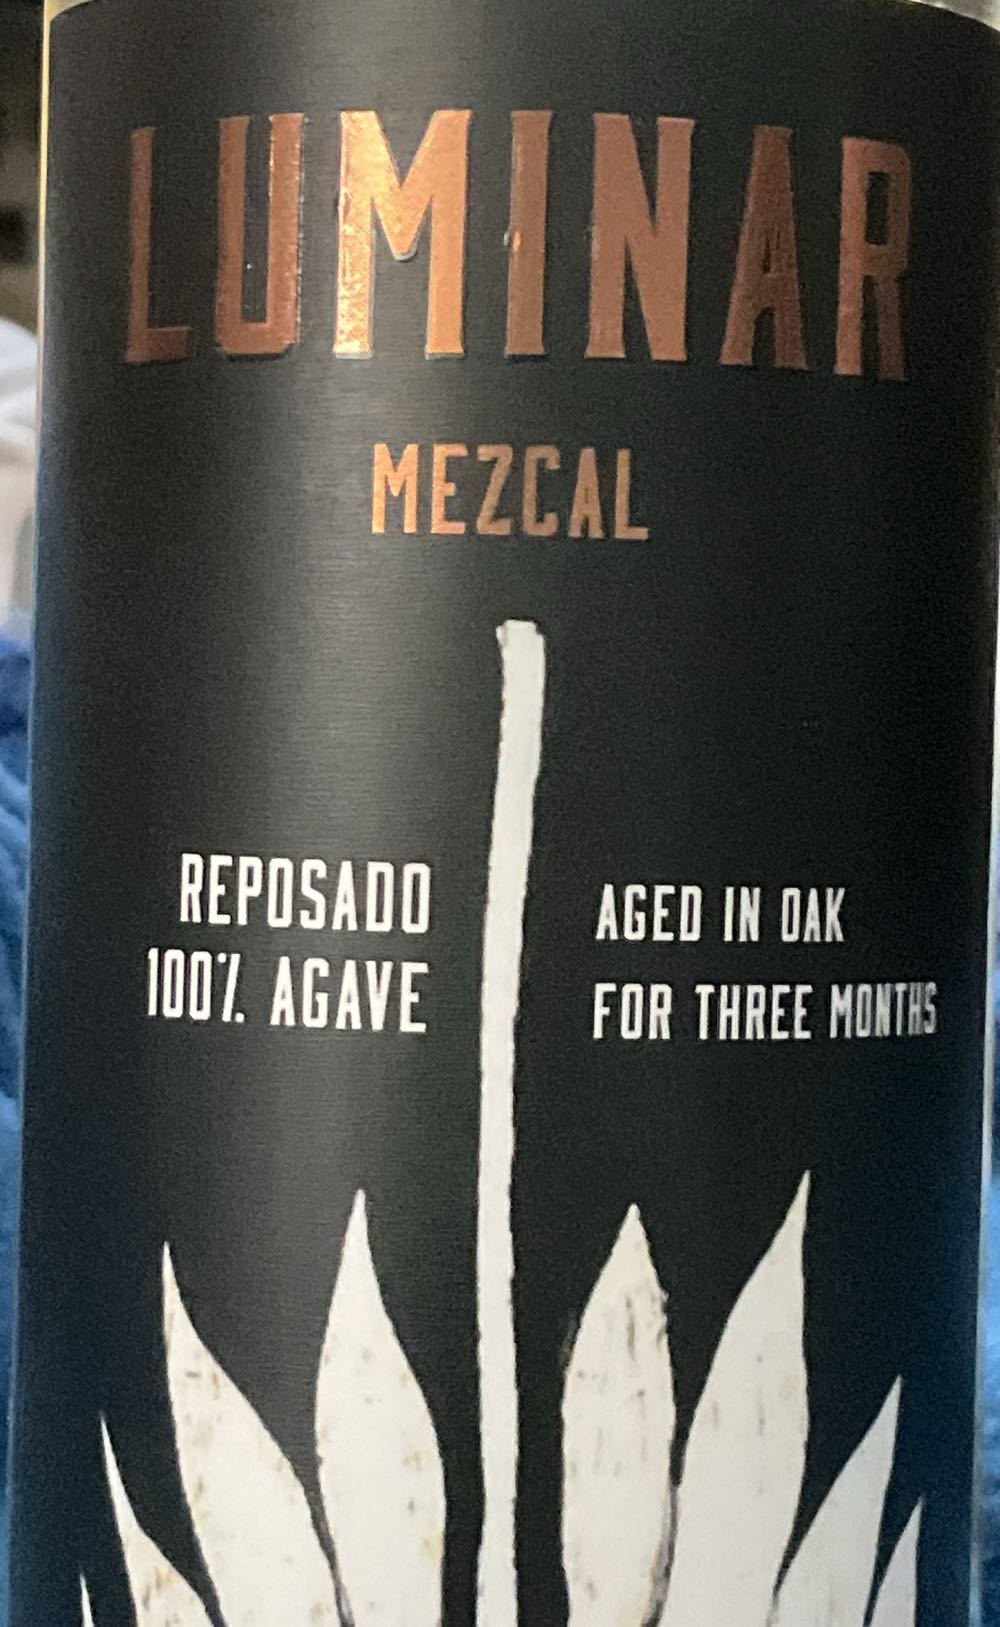 LUMINAR
MEZCAL
REPOSADO
100% AGAVE
AGED IN OAK
FOR THREE MONTHS